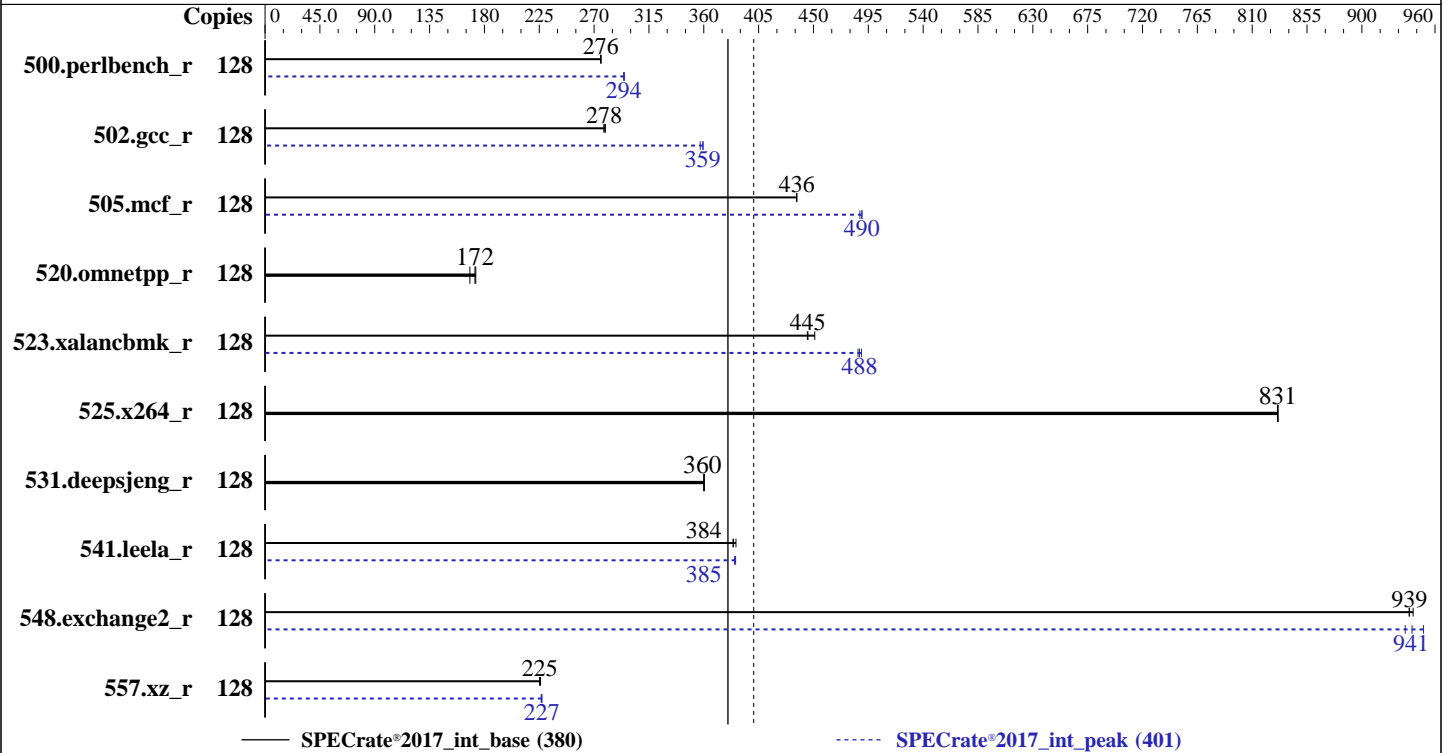 Copies 0 45.0 90.0 135 180 225 270 315 360 405 450 495 540 585 630 675 720 765 810 855 900 960
276
500.perlbench_r 128
294
278
502.gcc_r 128
359
436
505.mcf_r 128
490
172
520.omnetpp_r 128
445
523.xalancbmk_r 128
488
831
525.x264_r 128
360
531.deepsjeng_r 128
384
541.leela_r 128
385
939
548.exchange2_r 128
941
225
557.xz_r 128
227
SPECrate®2017_int_base (380) SPECrate®2017_int_peak (401)